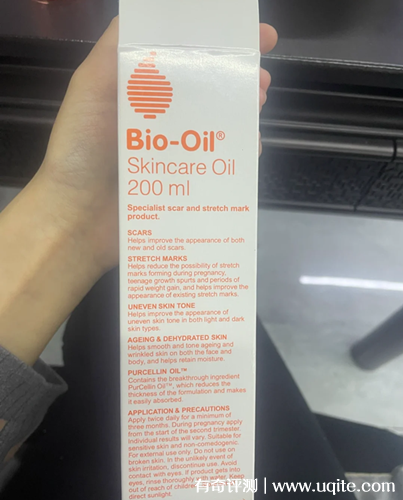 Bio-Oil®
Skincare Oil
200 ml
Specialist scar and stretch mark
product.
SCARS
Helps improve the appearance of both
new and old scars.
STRETCH MARKS
Helps reduce the possibility of stretch
marks forming during pregnancy,
teenage growth spurts and periods of
rapid weight gain, and helps improve the
appearance of existing stretch marks.
UNEVEN SKIN TONE
Helps improve the appearance of
uneven skin tone in both light and dark
skin types.
AGEING & DEHYDRATED SKIN
Helps smooth and tone ageing and
wrinkled skin on both the face and
body, and helps retain moisture.
PURCELLIN OIL™
Contains the breakthrough ingredient
PurCellin Oil™, which reduces the
thickness of the formulation and makes
it easily absorbed.
APPLICATION & PRECAUTIONS
Apply twice daily for a minimum of
three months. During pregnancy apply
from the start of the second trimester.
Individual results will vary. Suitable for
sensitive skin and non-comedogenic.
For external use only. Do not use on
broken skin. In the unlikely event of
skin irritation, discontinue use. Avoid
contact with eyes. If product gets into
eyes, rinse thoroughly with
out of reach of children.
direct sunlight.
有奇评测 | www.uqite.com